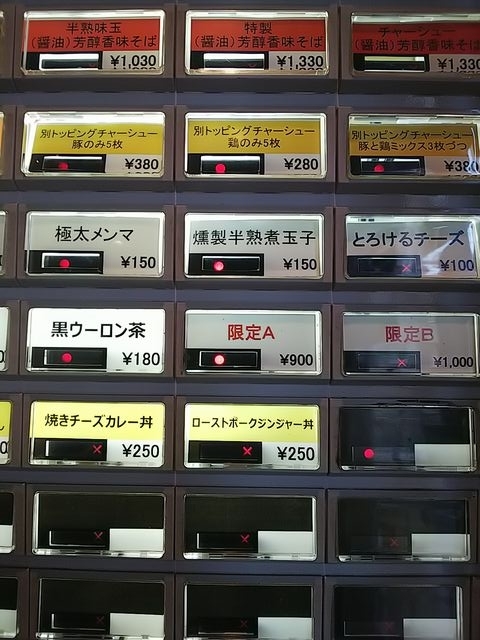 半熟味玉
(醤油)芳醇香味そば
¥1,030
特製
(醤油)芳醇香味そば
¥1,330
チャーシュー
(醤油)芳醇香味そば
¥1,330
別トッピングチャーシュー
豚のみ5枚
¥380
別トッピングチャーシュー
鶏のみ5枚
¥280
別トッピングチャーシュー
豚と鶏ミックス3枚づつ
¥380
極太メンマ
¥150
燻製半熟煮玉子
¥150
とろけるチーズ
×
¥100
黒ウーロン茶
¥180
限定A
¥900
限定B
×
¥1,000
焼きチーズカレー丼
×
¥250
ローストポークジンジャー丼
×
¥250
×
×
×
×
×
×